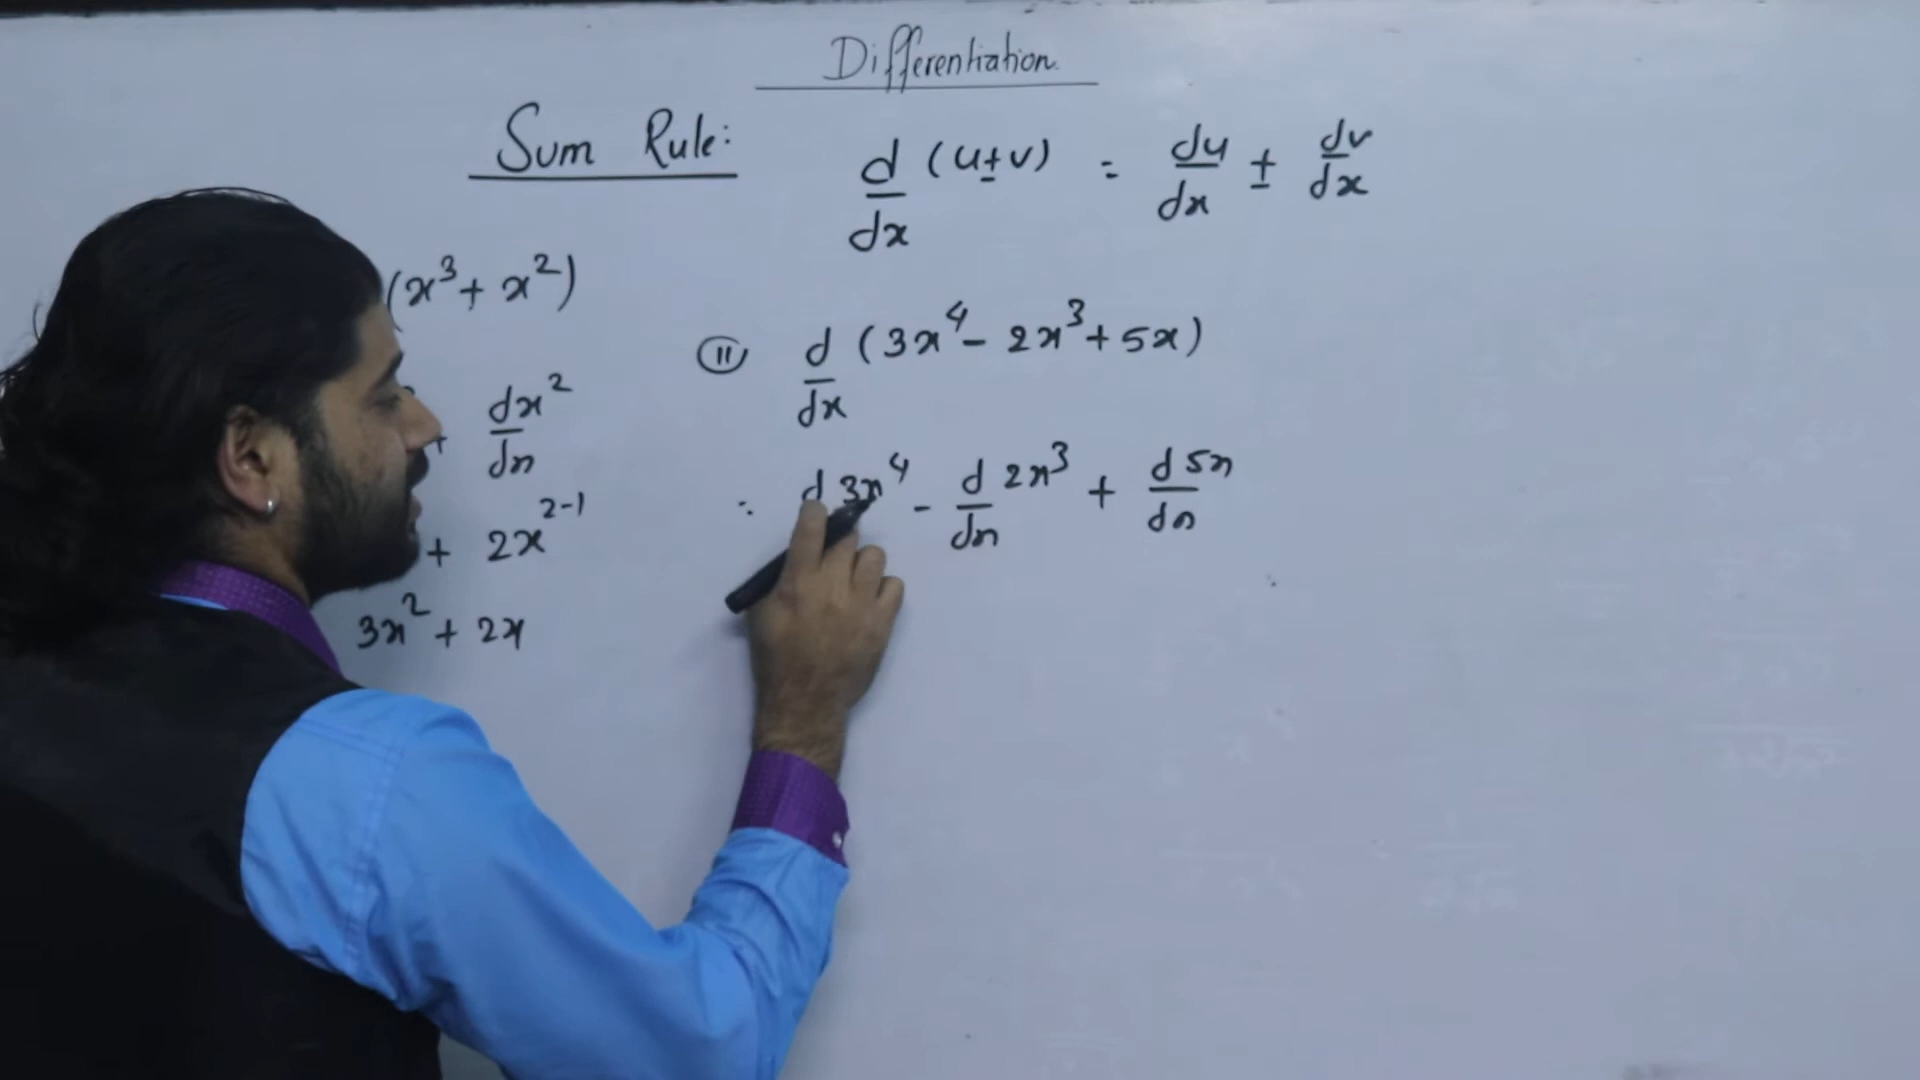 Differentiation.
Sum Rule: d/dx (u±v) = du/dx ± dv/dx
(x³ + x²)
+ dx²/dx
+ 2x²⁻¹
3x² + 2x
(II) d/dx (3x⁴ - 2x³ + 5x)
= d 3x⁴ - d/dx 2x³ + d 5x/dx